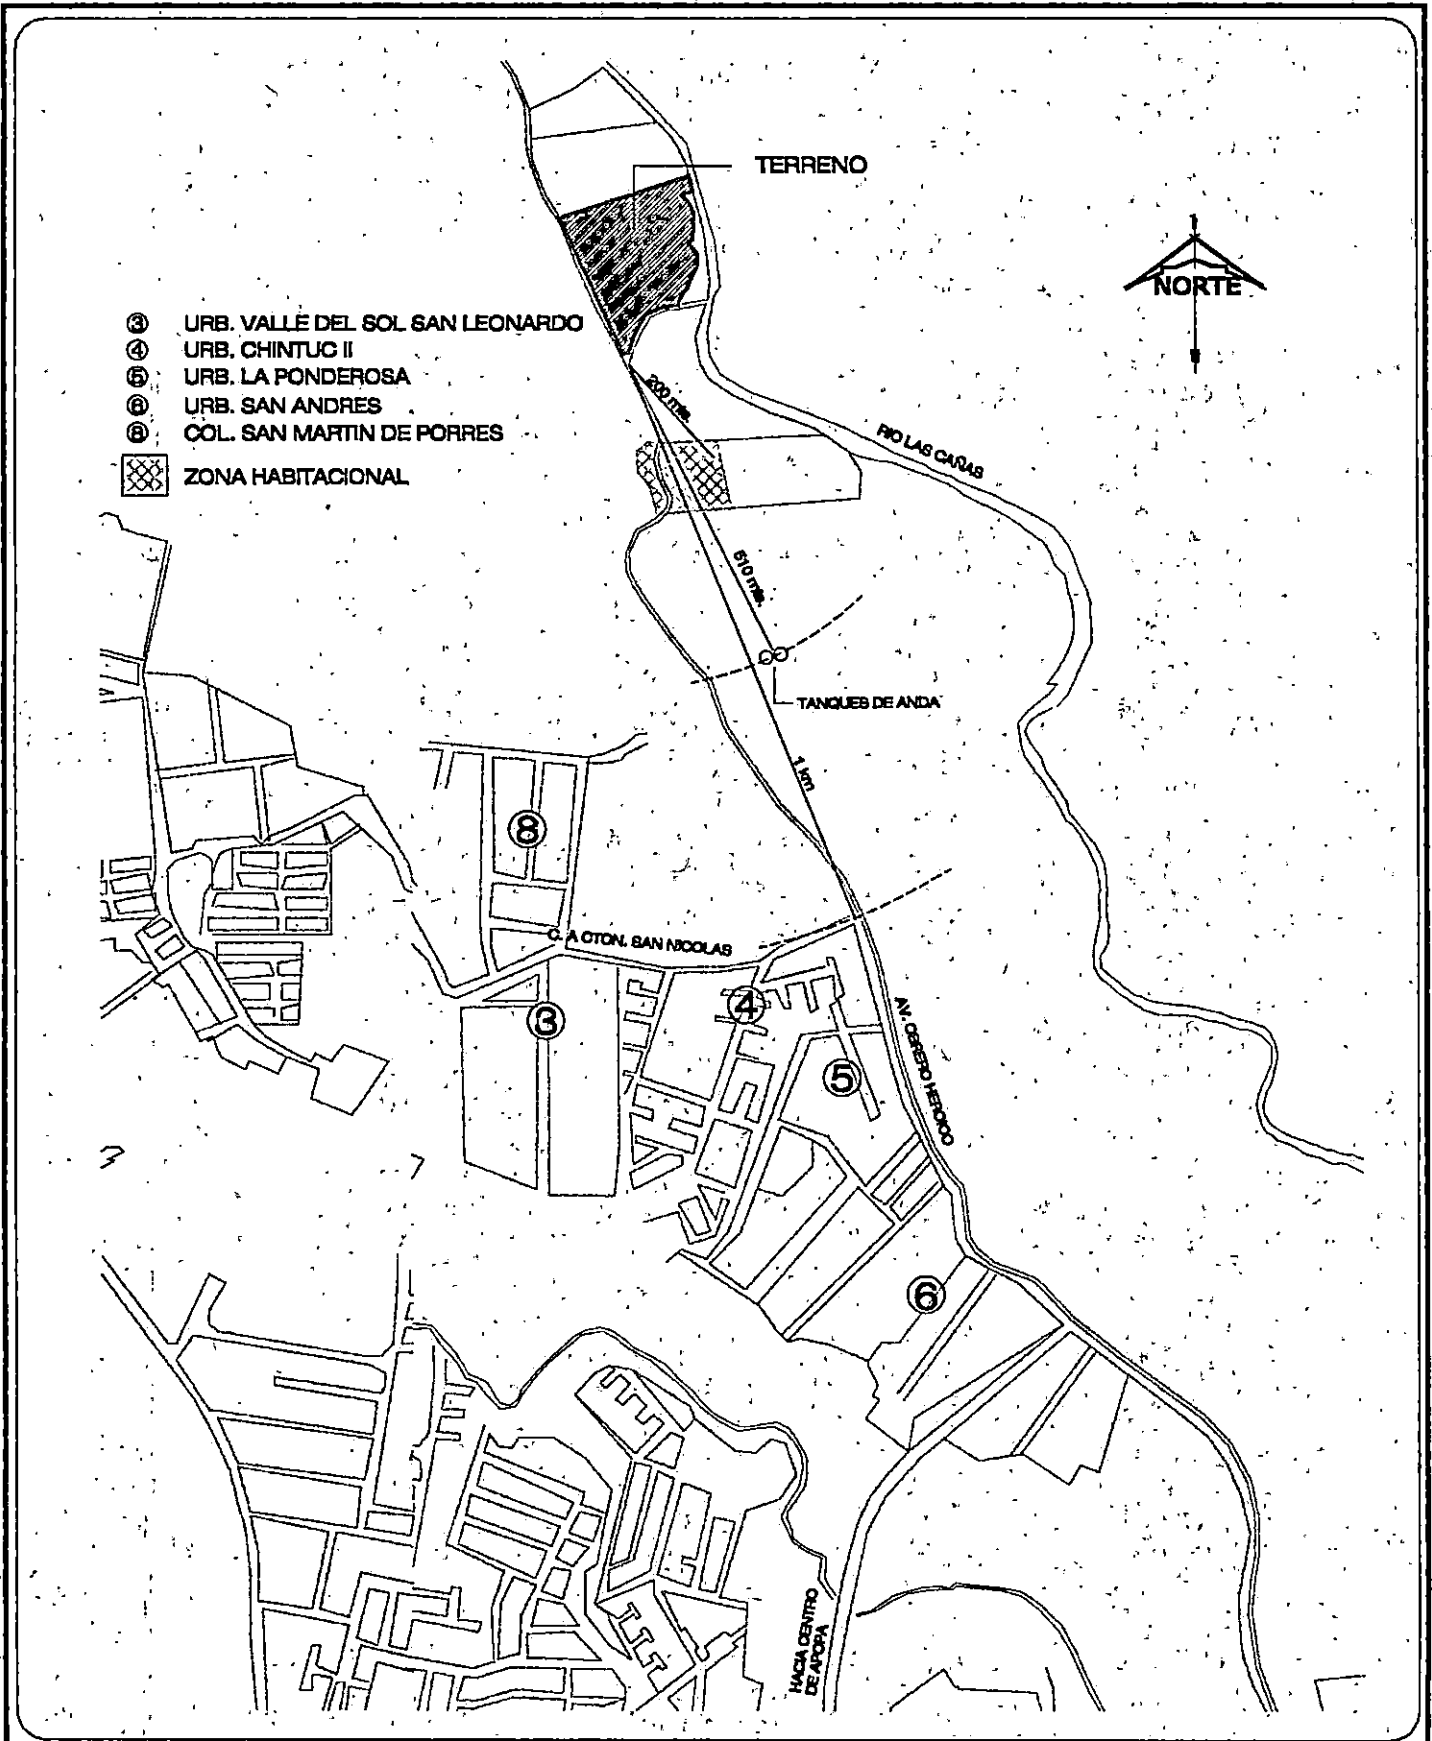 TERRENO
NORTE
③ URB. VALLE DEL SOL SAN LEONARDO
④ URB. CHINTUC II
⑤ URB. LA PONDEROSA
⑥ URB. SAN ANDRES
⑧ COL. SAN MARTIN DE PORRES
ZONA HABITACIONAL
200 mts.
RIO LAS CAÑAS
510 mts.
TANQUES DE ANDA
1 km
⑧
C. A CTON. SAN NICOLAS
③
④
⑤
AV. OBRERO HEROICO
⑥
HACIA CENTRO
DE APOPA